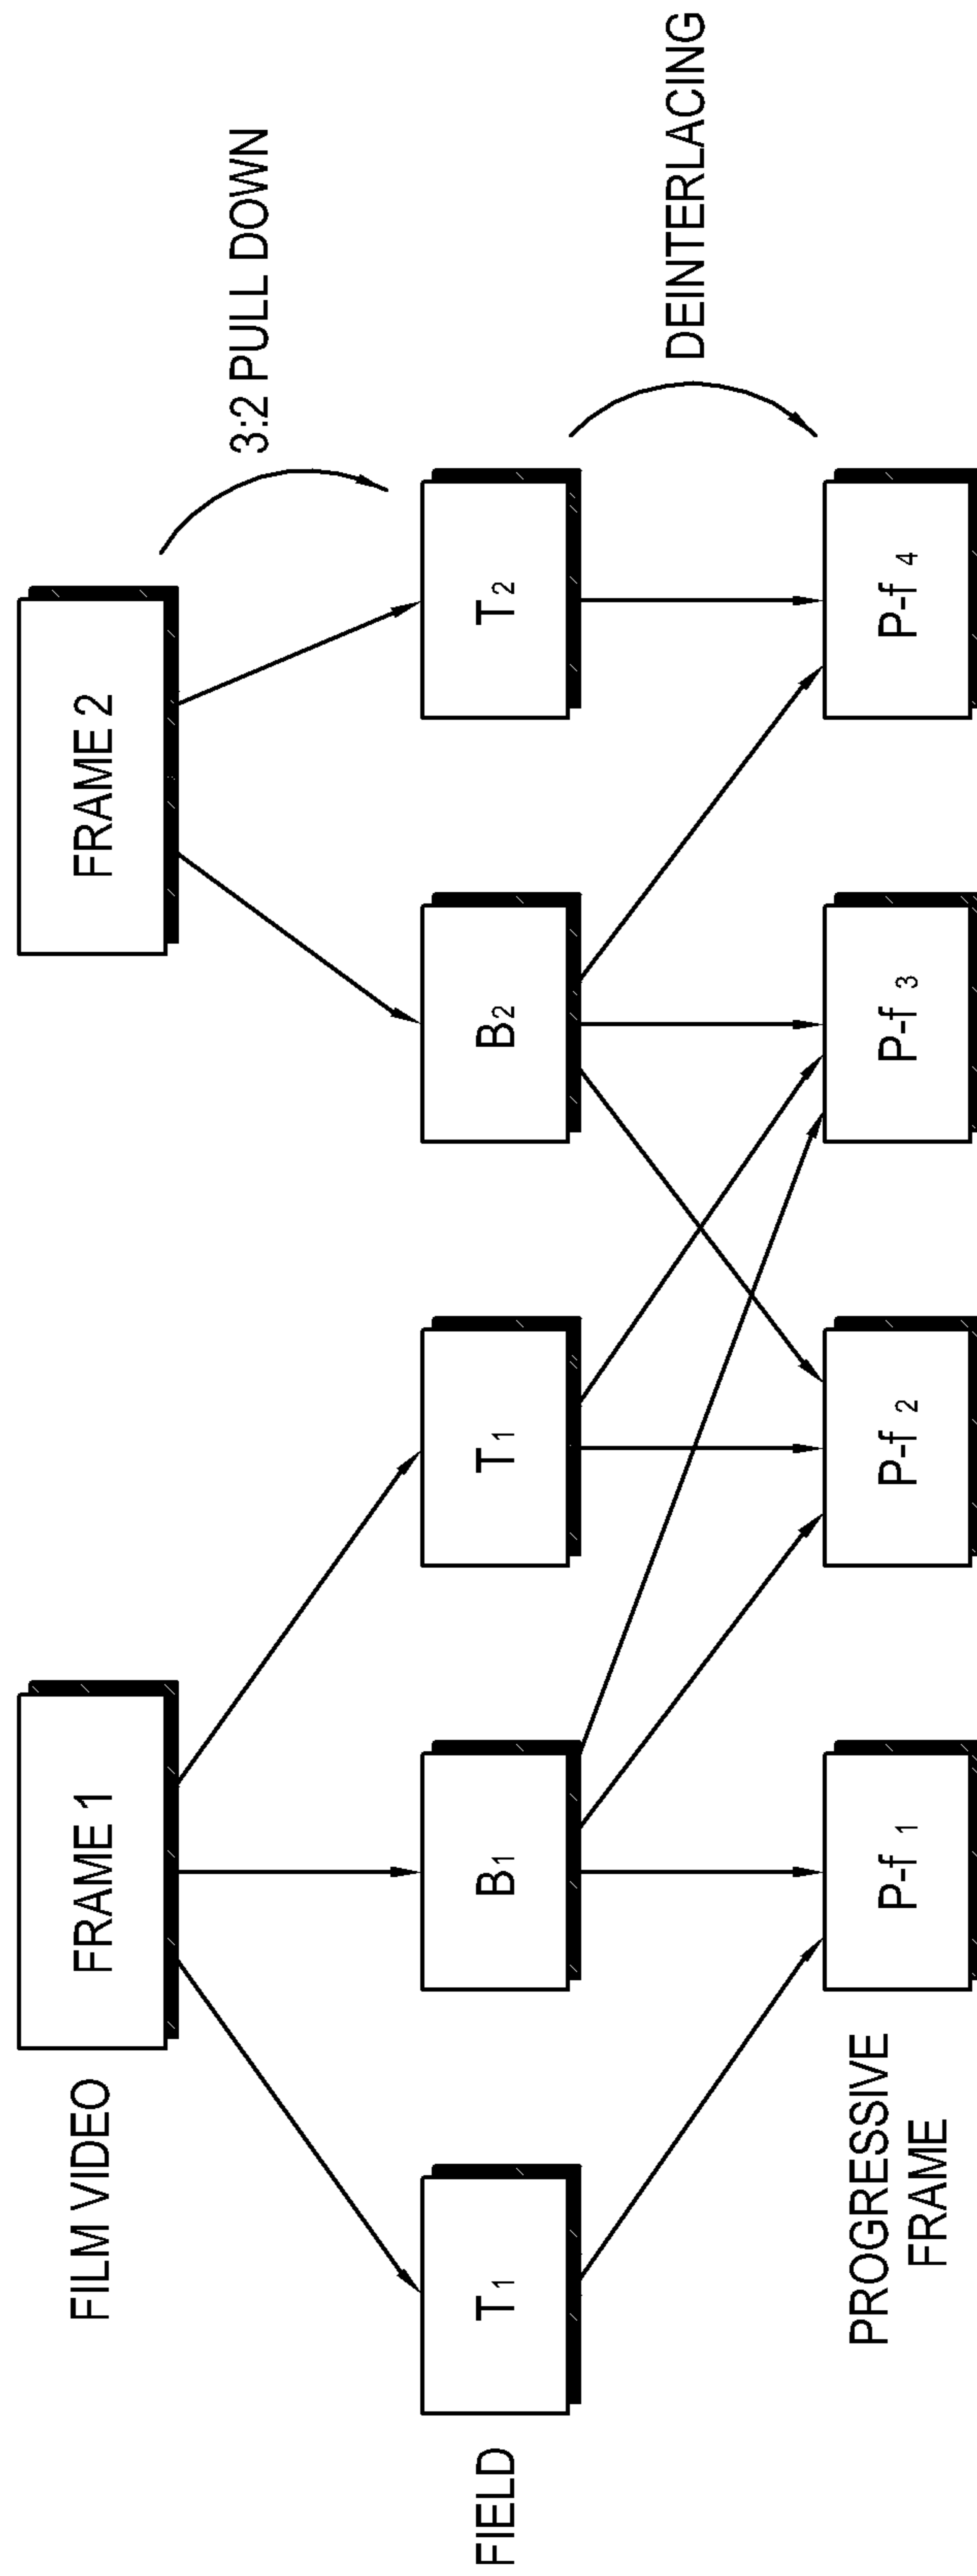 FILM VIDEO
FRAME 1
FRAME 2
3:2 PULL DOWN
FIELD
T1
B1
T1
B2
T2
DEINTERLACING
PROGRESSIVE
FRAME
P-f 1
P-f 2
P-f 3
P-f 4